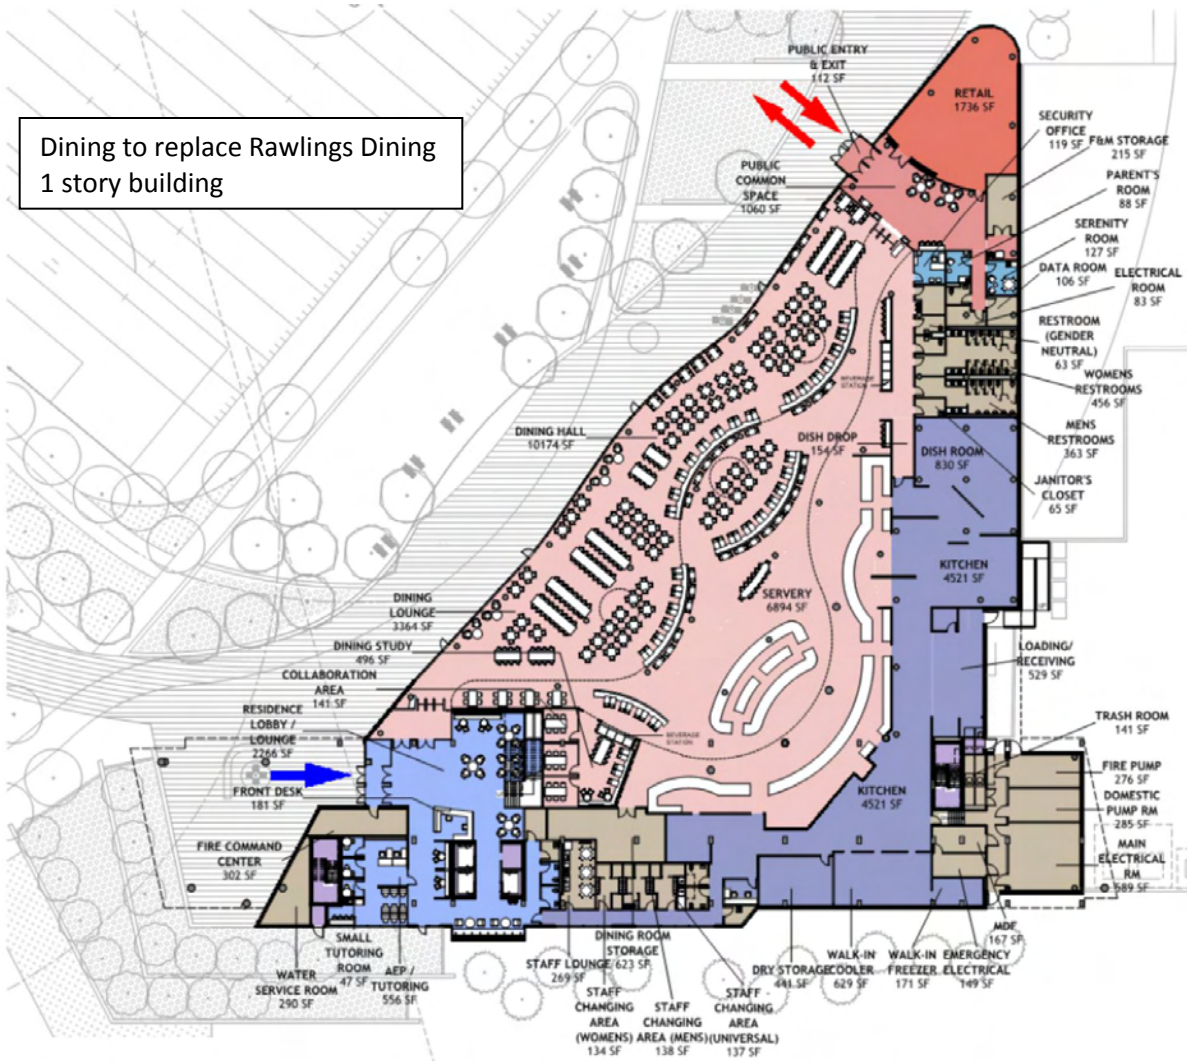 Dining to replace Rawlings Dining
1 story building
PUBLIC ENTRY
& EXIT
112 SF
RETAIL
1736 SF
SECURITY
OFFICE
119 SF
F&M STORAGE
215 SF
PUBLIC
COMMON
SPACE
1060 SF
PARENT'S
ROOM
88 SF
SERENITY
ROOM
127 SF
DATA ROOM
106 SF
ELECTRICAL
ROOM
83 SF
RESTROOM
(GENDER
NEUTRAL)
63 SF
WOMENS
RESTROOMS
456 SF
BEVERAGE
STATION
MENS
RESTROOMS
363 SF
DINING HALL
10174 SF
DISH DROP
154 SF
DISH ROOM
830 SF
JANITOR'S
CLOSET
65 SF
KITCHEN
4521 SF
SERVERY
6894 SF
DINING
LOUNGE
3364 SF
DINING STUDY
496 SF
LOADING/
RECEIVING
529 SF
COLLABORATION
AREA
141 SF
RESIDENCE
LOBBY /
LOUNGE
2266 SF
BEVERAGE
STATION
TRASH ROOM
141 SF
FIRE PUMP
276 SF
FRONT DESK
181 SF
KITCHEN
4521 SF
DOMESTIC
PUMP RM
285 SF
FIRE COMMAND
CENTER
302 SF
MAIN
ELECTRICAL
RM
589 SF
MDF
167 SF
SMALL
TUTORING
ROOM
47 SF
WATER
SERVICE ROOM
290 SF
AEP /
TUTORING
556 SF
DINING ROOM
STORAGE
623 SF
STAFF LOUNGE
269 SF
DRY STORAGE
441 SF
WALK-IN
COOLER
629 SF
WALK-IN
FREEZER
171 SF
EMERGENCY
ELECTRICAL
149 SF
STAFF
CHANGING
AREA
(WOMENS)
134 SF
STAFF
CHANGING
AREA (MENS)
138 SF
STAFF
CHANGING
AREA
(UNIVERSAL)
137 SF